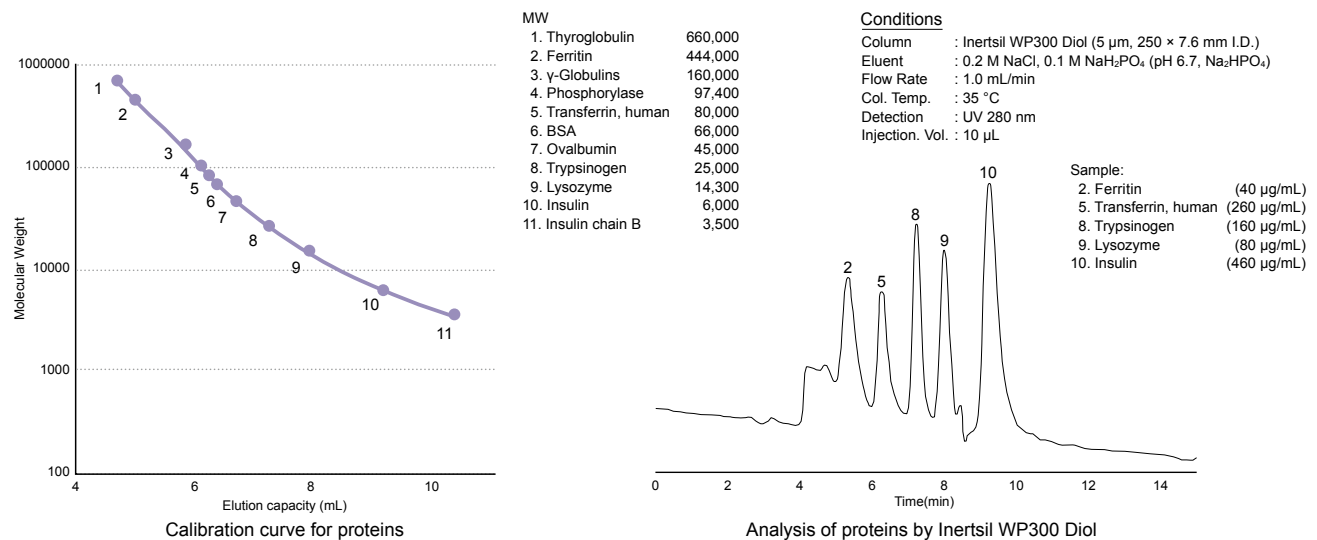 1000000
100000
10000
1000
100
4
6
8
10
1
2
3
4
5
6
7
8
9
10
11
Molecular Weight
Elution capacity (mL)
Calibration curve for proteins
MW
1. Thyroglobulin 660,000
2. Ferritin 444,000
3. γ-Globulins 160,000
4. Phosphorylase 97,400
5. Transferrin, human 80,000
6. BSA 66,000
7. Ovalbumin 45,000
8. Trypsinogen 25,000
9. Lysozyme 14,300
10. Insulin 6,000
11. Insulin chain B 3,500
Conditions
Column : Inertsil WP300 Diol (5 μm, 250 × 7.6 mm I.D.)
Eluent : 0.2 M NaCl, 0.1 M NaH₂PO₄ (pH 6.7, Na₂HPO₄)
Flow Rate : 1.0 mL/min
Col. Temp. : 35 °C
Detection : UV 280 nm
Injection. Vol. : 10 μL
Sample:
2. Ferritin (40 μg/mL)
5. Transferrin, human (260 μg/mL)
8. Trypsinogen (160 μg/mL)
9. Lysozyme (80 μg/mL)
10. Insulin (460 μg/mL)
2
5
8
9
10
0 2 4 6 8 10 12 14
Time(min)
Analysis of proteins by Inertsil WP300 Diol